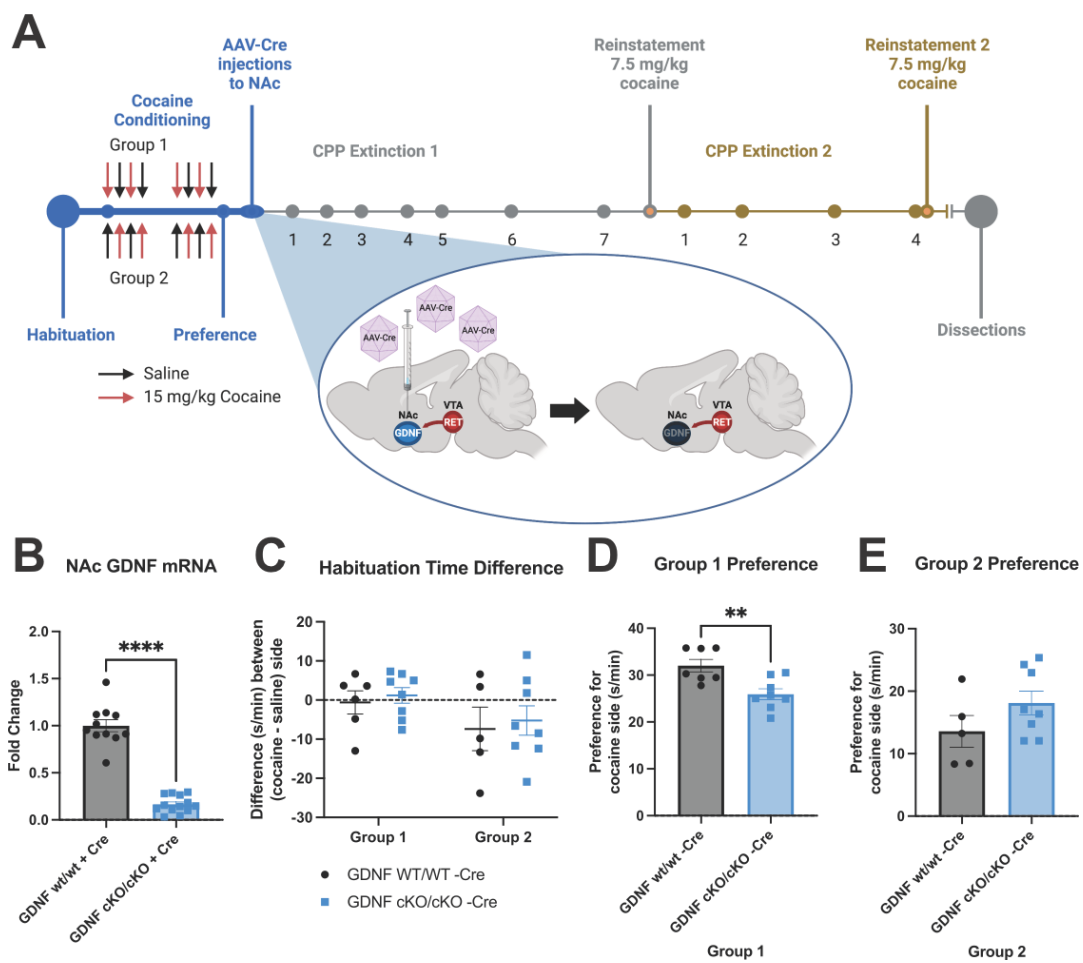 A
AAV-Cre
injections
to NAc
Reinstatement
7.5 mg/kg
cocaine
Reinstatement 2
7.5 mg/kg
cocaine
Cocaine
Conditioning
Group 1
CPP Extinction 1
CPP Extinction 2
1
2
3
4
5
6
7
1
2
3
4
Group 2
Habituation
Preference
Dissections
Saline
15 mg/kg Cocaine
AAV-Cre
AAV-Cre
AAV-Cre
NAc
GDNF
VTA
RET
NAc
GDNF
VTA
RET
B
NAc GDNF mRNA
Fold Change
2.0
1.5
1.0
0.5
0.0
****
GDNF wt/wt + Cre
GDNF cKO/cKO + Cre
C
Habituation Time Difference
Difference (s/min) between
(cocaine - saline) side
20
10
0
-10
-20
-30
Group 1
Group 2
GDNF WT/WT -Cre
GDNF cKO/cKO -Cre
D
Group 1 Preference
Preference for
cocaine side (s/min)
40
30
20
10
0
**
GDNF wt/wt -Cre
GDNF cKO/cKO -Cre
Group 1
E
Group 2 Preference
Preference for
cocaine side (s/min)
30
20
10
0
GDNF wt/wt -Cre
GDNF cKO/cKO -Cre
Group 2